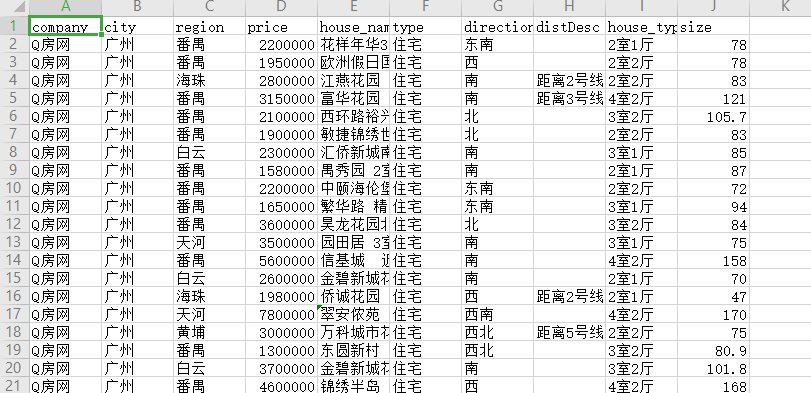 A B C D E F G H I J K
1 company city region price house_nam type direction distDesc house_typ size
2 Q房网 广州 番禺 2200000 花样年华3 住宅 东南 2室1厅 78
3 Q房网 广州 番禺 1950000 欧洲假日国 住宅 西 2室2厅 78
4 Q房网 广州 海珠 2800000 江燕花园 住宅 南 距离2号线 2室2厅 83
5 Q房网 广州 番禺 3150000 富华花园 住宅 南 距离3号线 4室2厅 121
6 Q房网 广州 番禺 2100000 西环路裕兴 住宅 北 3室2厅 105.7
7 Q房网 广州 番禺 1900000 敏捷锦绣世 住宅 北 2室2厅 83
8 Q房网 广州 白云 2300000 汇侨新城南 住宅 南 3室1厅 85
9 Q房网 广州 番禺 1580000 禺秀园 2室 住宅 南 2室1厅 87
10 Q房网 广州 番禺 2200000 中颐海伦堡 住宅 东南 2室2厅 72
11 Q房网 广州 番禺 1650000 繁华路 精 住宅 东南 3室1厅 94
12 Q房网 广州 番禺 3600000 昊龙花园北 住宅 北 3室2厅 84
13 Q房网 广州 天河 3500000 园田居 3室 住宅 南 3室1厅 75
14 Q房网 广州 番禺 5600000 信基城 住宅 南 4室2厅 158
15 Q房网 广州 白云 2600000 金碧新城花 住宅 南 2室1厅 70
16 Q房网 广州 海珠 1980000 侨诚花园 住宅 西 距离2号线 2室1厅 47
17 Q房网 广州 天河 7800000 翠安侬苑 住宅 西南 4室2厅 170
18 Q房网 广州 黄埔 3000000 万科城市花 住宅 西北 距离5号线 2室2厅 75
19 Q房网 广州 番禺 1300000 东圆新村 住宅 西北 3室2厅 80.9
20 Q房网 广州 白云 3700000 金碧新城花 住宅 南 3室2厅 101.8
21 Q房网 广州 番禺 4600000 锦绣半岛 住宅 西 4室2厅 168